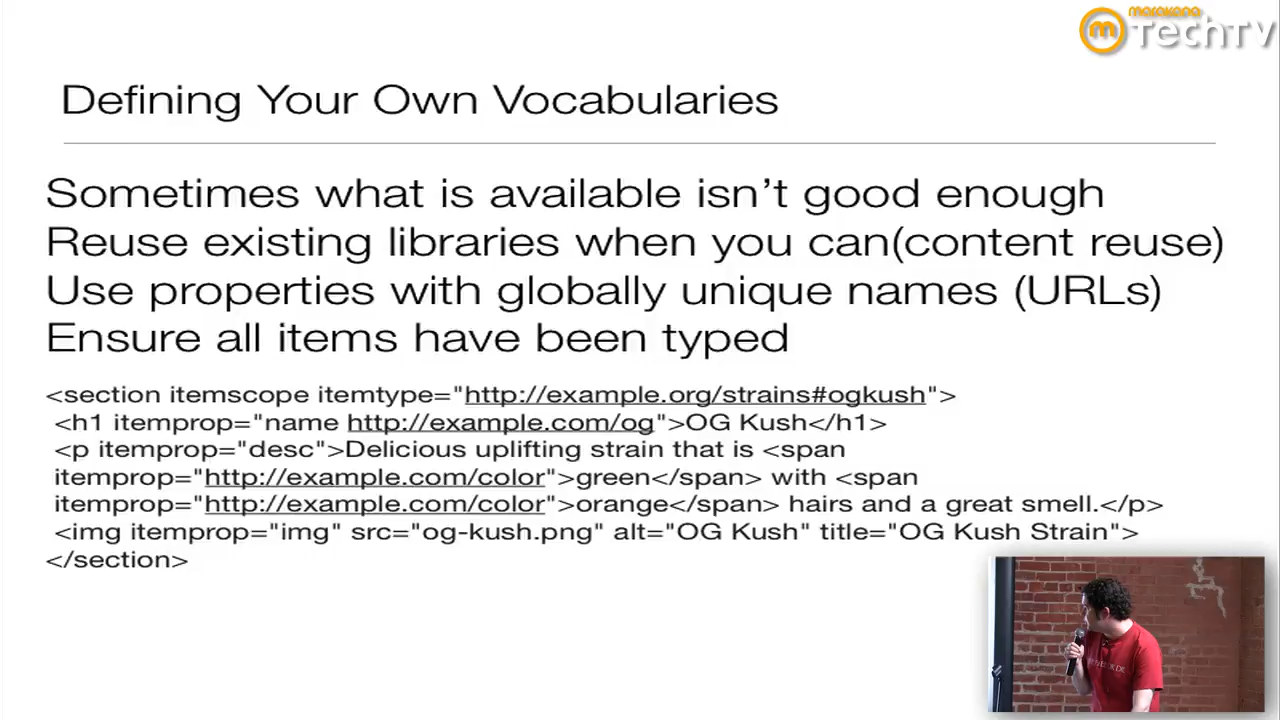 marakana
TechTV
Defining Your Own Vocabularies
Sometimes what is available isn't good enough
Reuse existing libraries when you can(content reuse)
Use properties with globally unique names (URLs)
Ensure all items have been typed
<section itemscope itemtype="http://example.org/strains#ogkush">
<h1 itemprop="name http://example.com/og">OG Kush</h1>
<p itemprop="desc">Delicious uplifting strain that is <span
itemprop="http://example.com/color">green</span> with <span
itemprop="http://example.com/color">orange</span> hairs and a great smell.</p>
<img itemprop="img" src="og-kush.png" alt="OG Kush" title="OG Kush Strain">
</section>